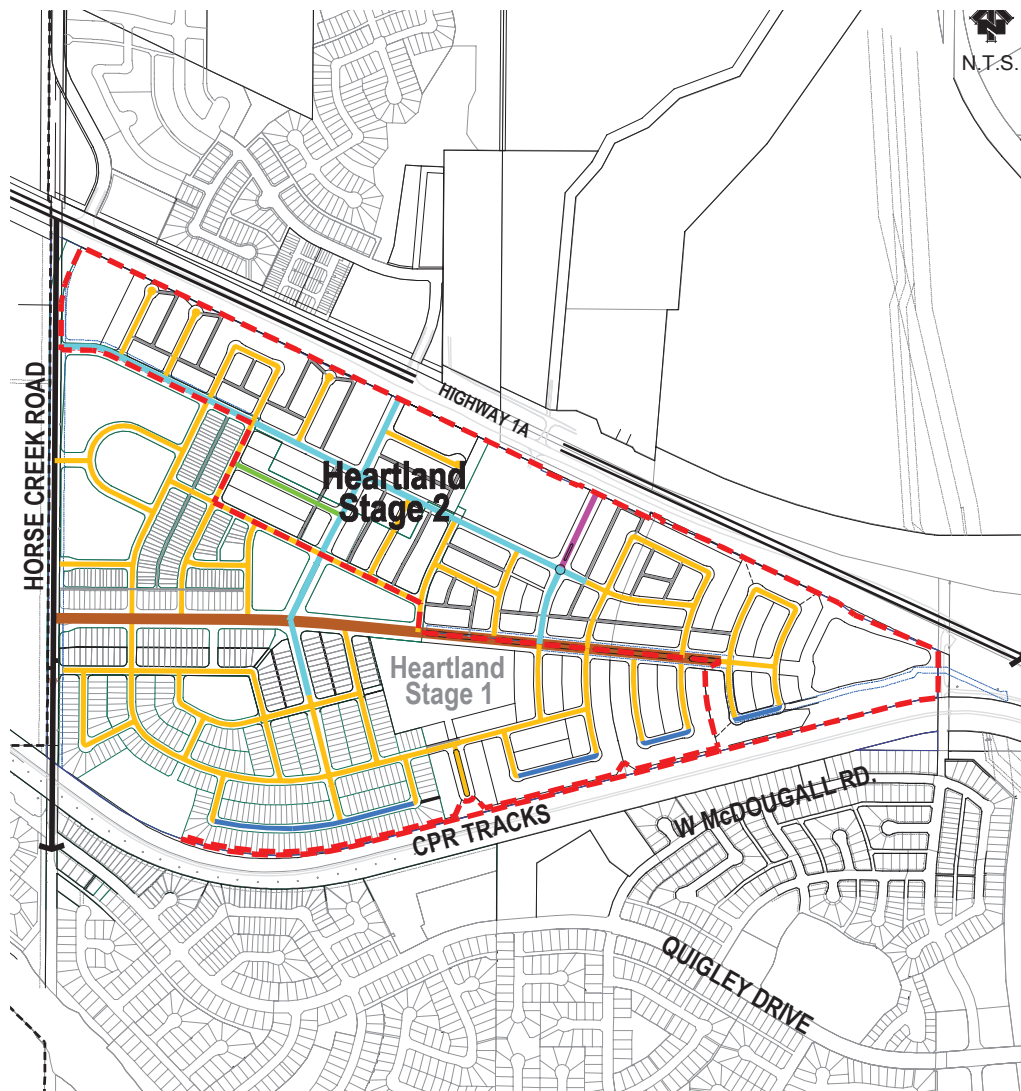 N
N.T.S.
HIGHWAY 1A
HORSE CREEK ROAD
Heartland
Stage 2
Heartland
Stage 1
CPR TRACKS
W McDOUGALL RD.
QUIGLEY DRIVE